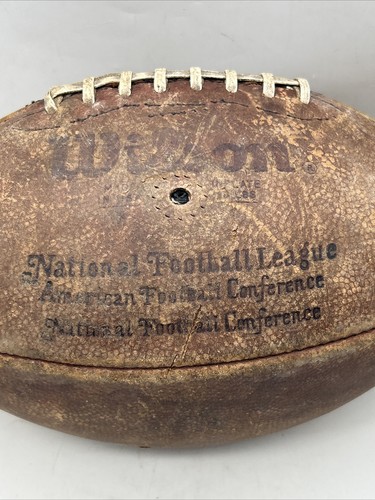 Wilson®
National Football League
American Football Conference
National Football Conference